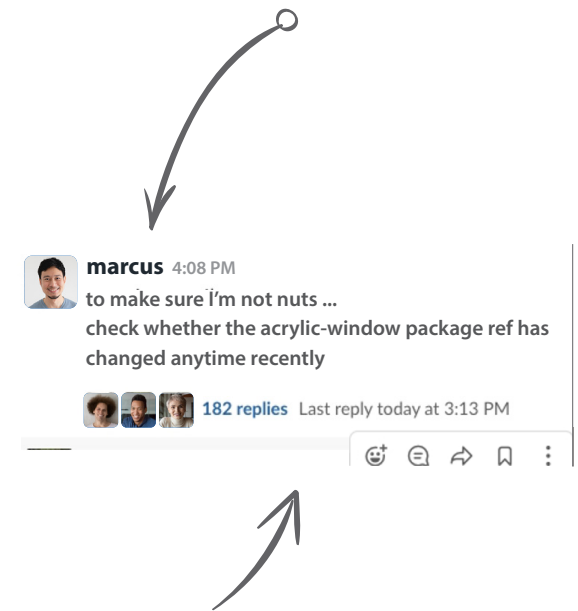 marcus 4:08 PM
to make sure I'm not nuts ...
check whether the acrylic-window package ref has
changed anytime recently
182 replies Last reply today at 3:13 PM